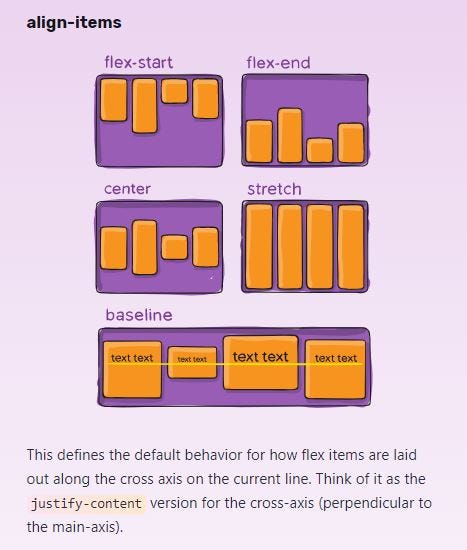 align-items
flex-start
flex-end
center
stretch
baseline
text text
text text
text text
text text
This defines the default behavior for how flex items are laid
out along the cross axis on the current line. Think of it as the
justify-content version for the cross-axis (perpendicular to
the main-axis).